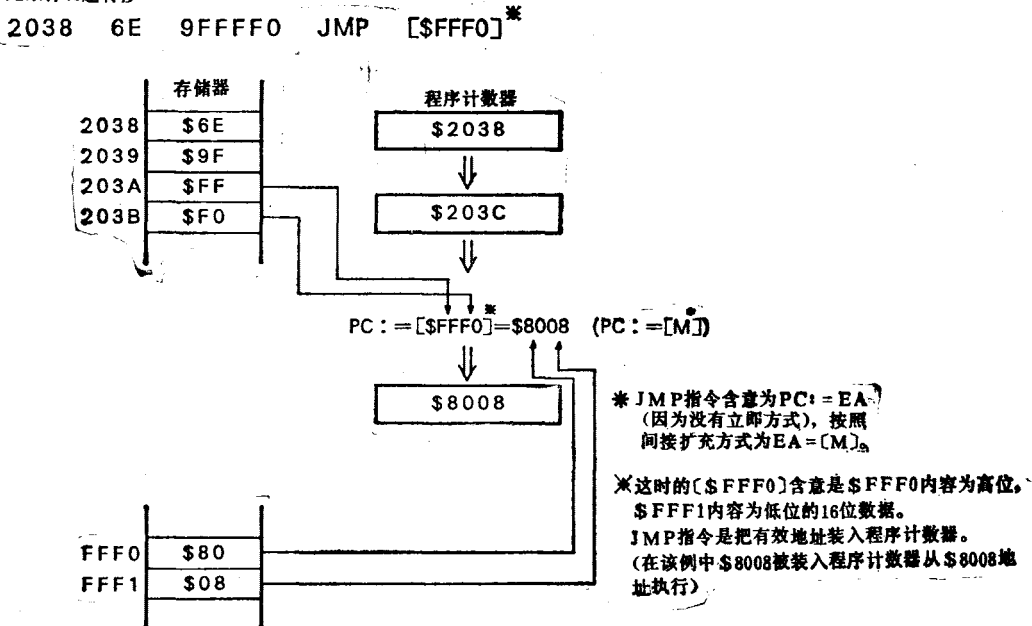 2038 6E 9FFFF0 JMP [$FFF0]※
存储器
程序计数器
2038 $6E
$2038
2039 $9F
203A $FF
$203C
203B $F0
PC:=[$FFF0]※=$8008 (PC:=[M])
$8008
※JMP指令含意为PC:=EA
(因为没有立即方式),按照
间接扩充方式为EA=[M]。
※这时的[$FFF0]含意是$FFF0内容为高位,
$FFF1内容为低位的16位数据。
JMP指令是把有效地址装入程序计数器。
(在该例中$8008被装入程序计数器从$8008地
址执行)
FFF0 $80
FFF1 $08